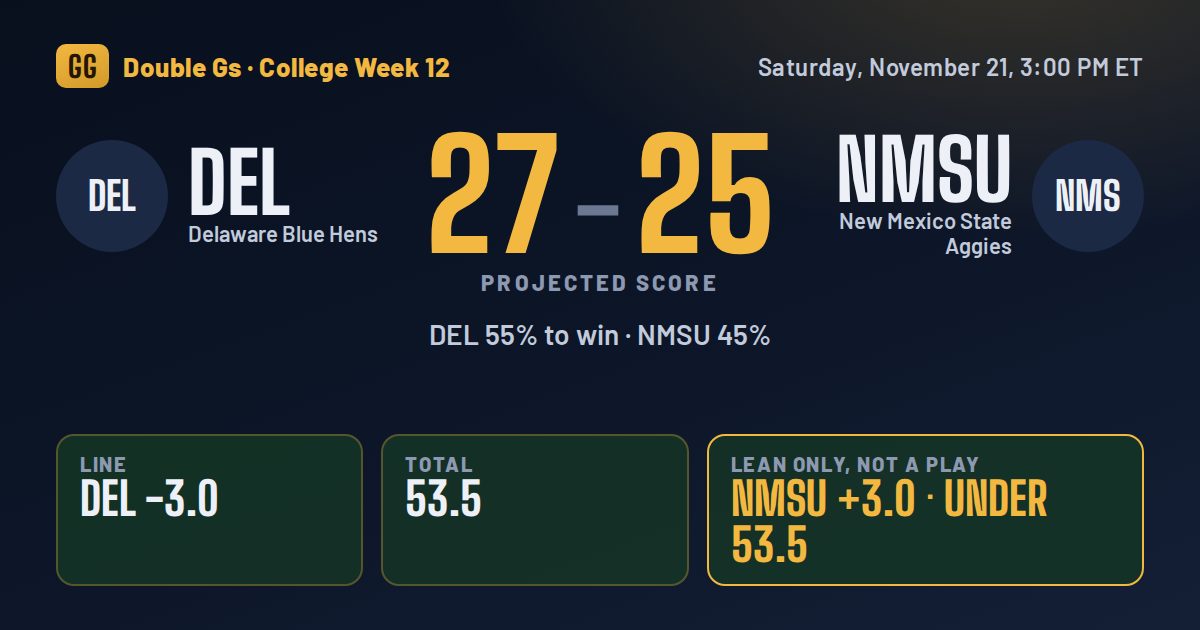 GG
Double Gs · College Week 12
Saturday, November 21, 3:00 PM ET
DEL
DEL
Delaware Blue Hens
27–25
PROJECTED SCORE
DEL 55% to win · NMSU 45%
NMSU
New Mexico State
Aggies
NMS
LINE
DEL −3.0
TOTAL
53.5
LEAN ONLY, NOT A PLAY
NMSU +3.0 · UNDER
53.5